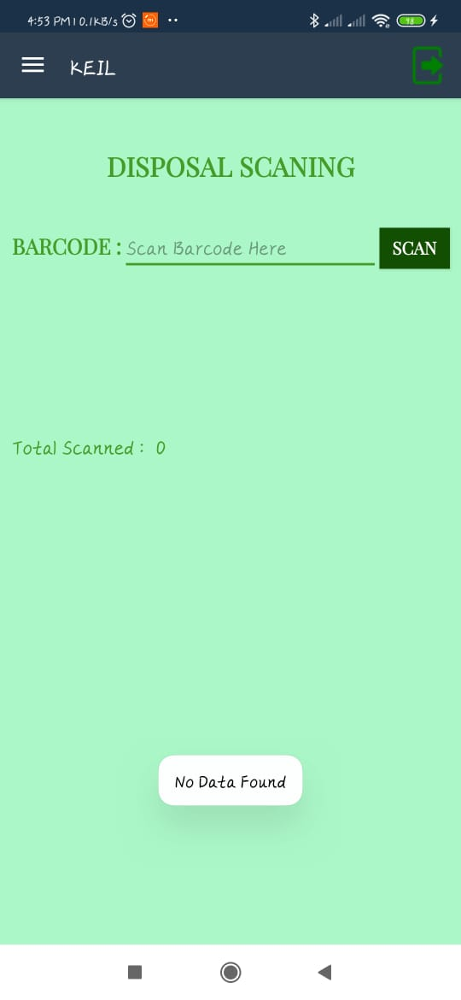 4:53 PM | 0.1KB/s
98
KEIL
DISPOSAL SCANING
BARCODE : Scan Barcode Here SCAN
Total Scanned : 0
No Data Found